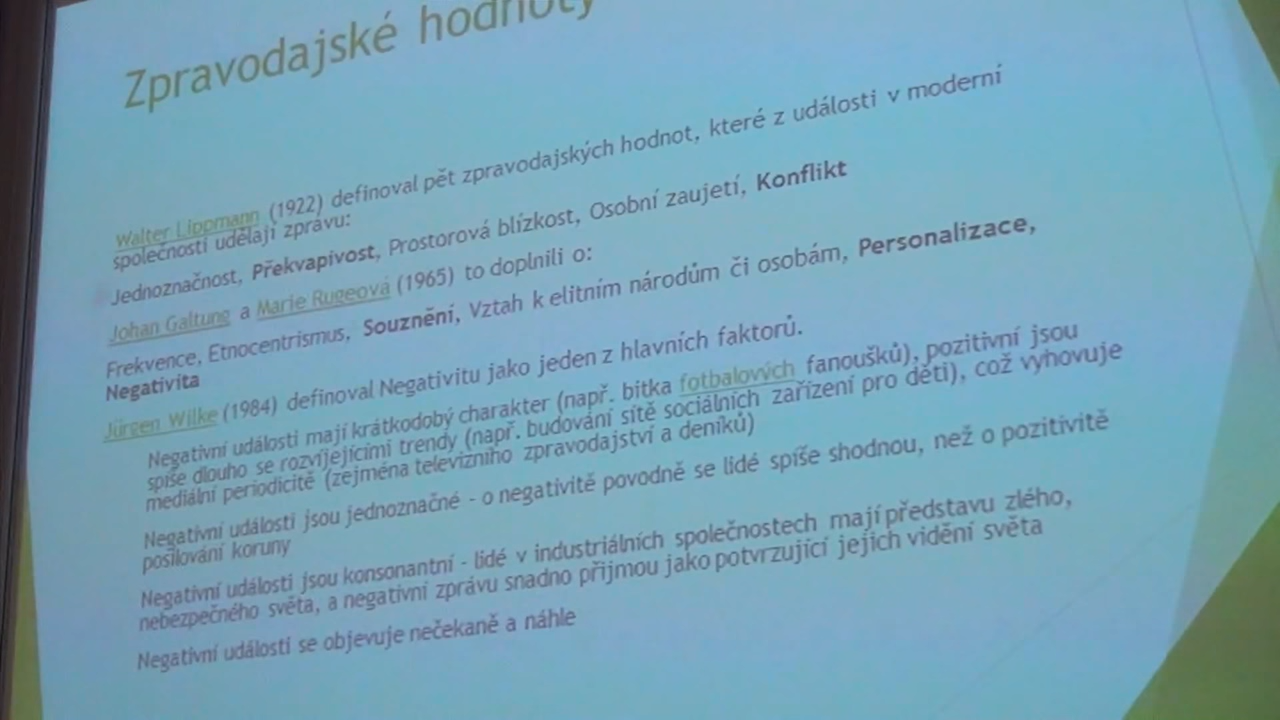 Zpravodajské hodnoty
Walter Lippmann (1922) definoval pět zpravodajských hodnot, které z události v moderní
společnosti udělají zprávu:
Jednoznačnost, Překvapivost, Prostorová blízkost, Osobní zaujetí, Konflikt
Johan Galtung a Marie Rugeová (1965) to doplnili o:
Frekvence, Etnocentrismus, Souznění, Vztah k elitním národům či osobám, Personalizace,
Negativita
Jürgen Wilke (1984) definoval Negativitu jako jeden z hlavních faktorů.
Negativní události mají krátkodobý charakter (např. bitka fotbalových fanoušků), pozitivní jsou
spíše dlouho se rozvíjejícími trendy (např. budování sítě sociálních zařízení pro děti), což vyhovuje
mediální periodicitě (zejména televizního zpravodajství a deníků)
Negativní události jsou jednoznačné - o negativitě povodně se lidé spíše shodnou, než o pozitivitě
posilování koruny
Negativní události jsou konsonantní - lidé v industriálních společnostech mají představu zlého,
nebezpečného světa, a negativní zprávu snadno přijmou jako potvrzující jejich vidění světa
Negativní události se objevuje nečekaně a náhle